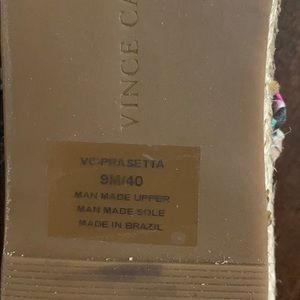 VINCE CA
VC-PRASETTA
9M/40
MAN MADE UPPER
MAN MADE SOLE
MADE IN BRAZIL